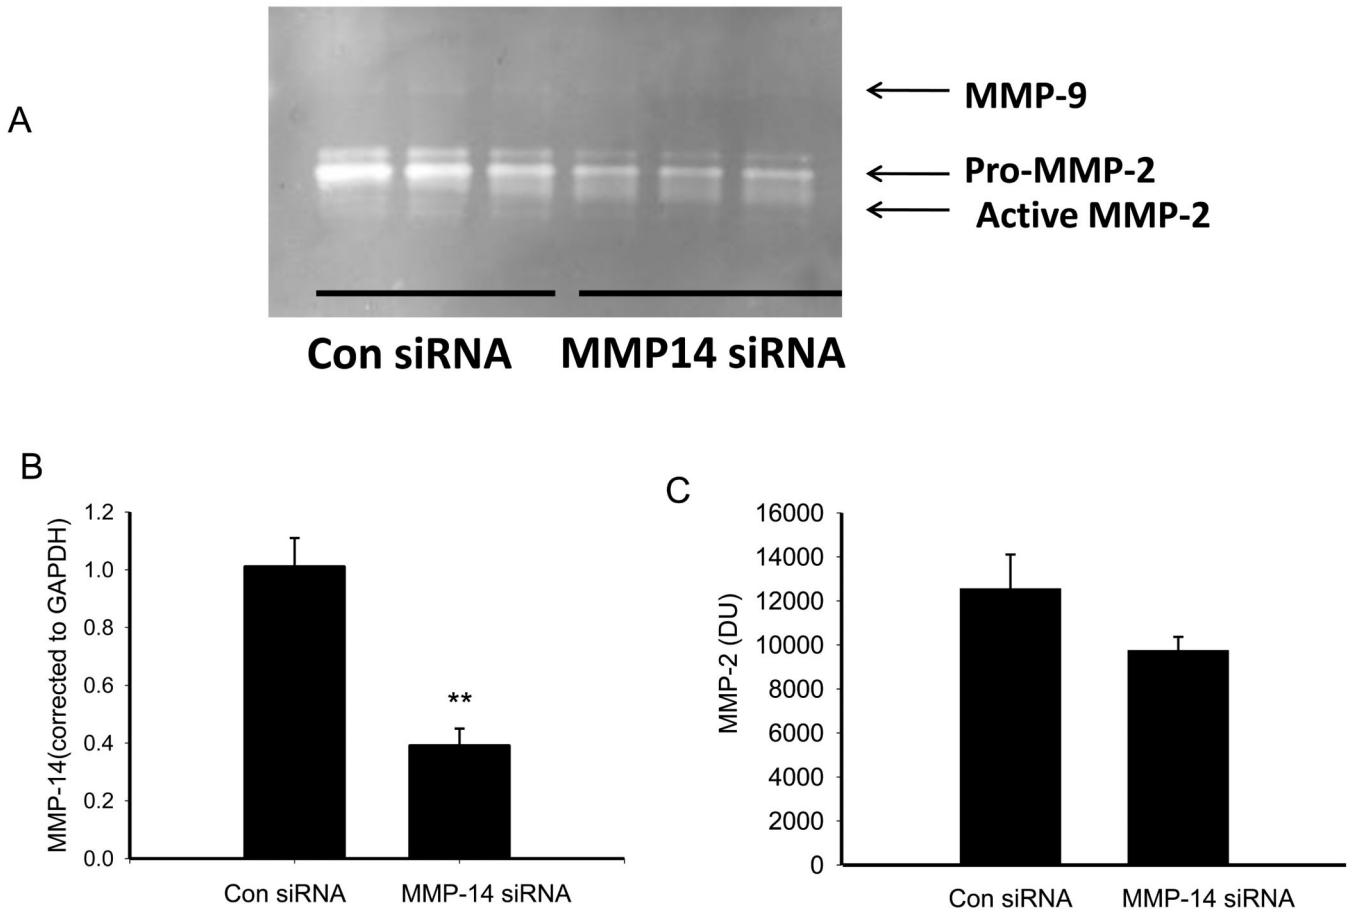 A
MMP-9
Pro-MMP-2
Active MMP-2
Con siRNA MMP14 siRNA
B
MMP-14(corrected to GAPDH)
1.2
1.0
0.8
0.6
0.4
0.2
0.0
**
Con siRNA MMP-14 siRNA
C
MMP-2 (DU)
16000
14000
12000
10000
8000
6000
4000
2000
0
Con siRNA MMP-14 siRNA